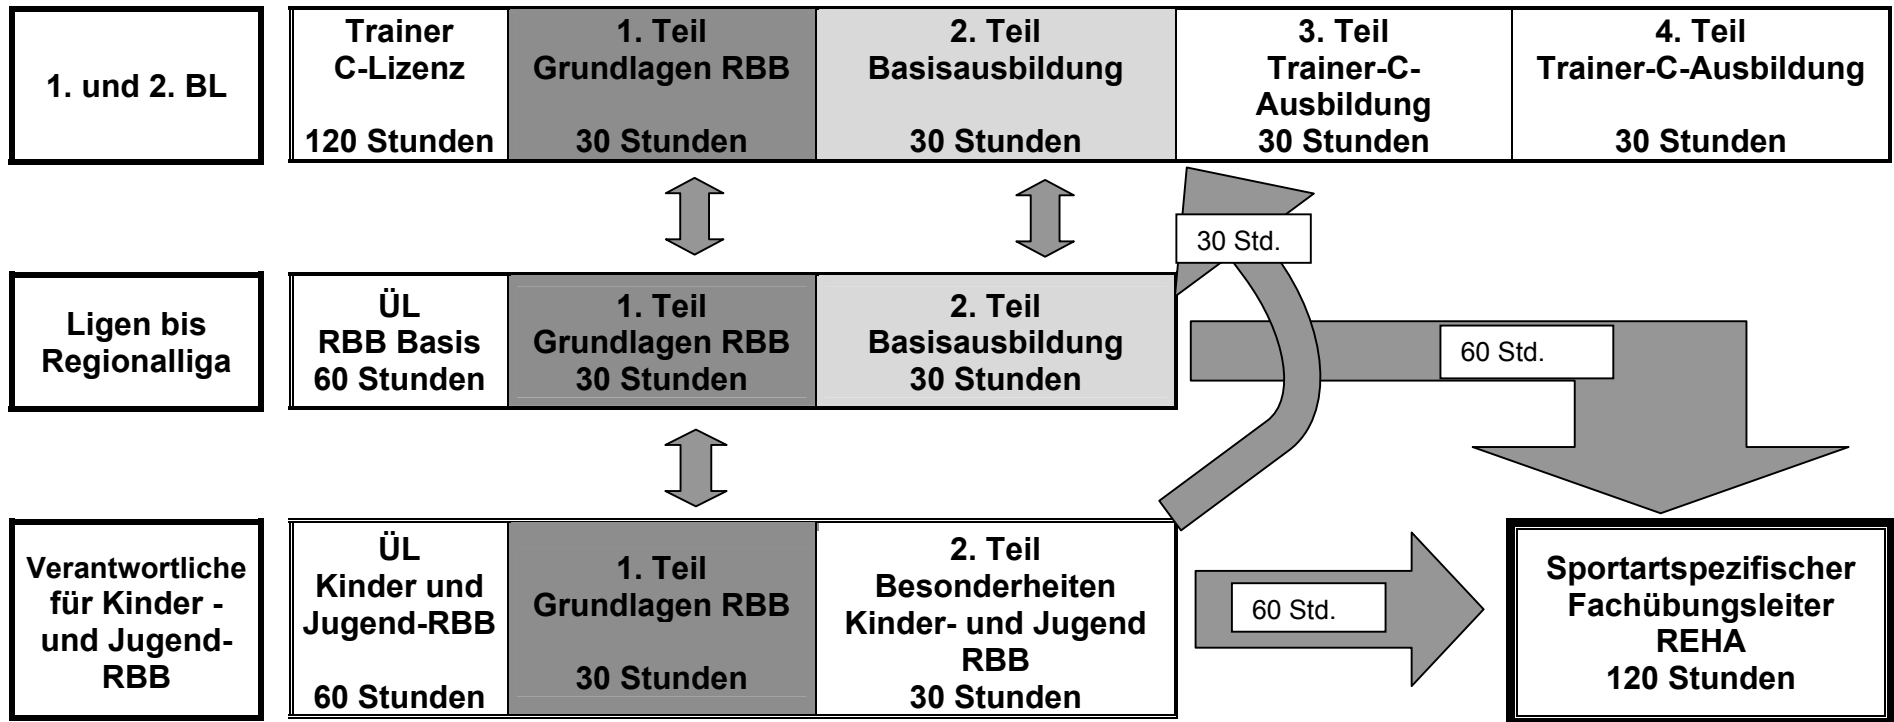 1. und 2. BL
Trainer
C-Lizenz
120 Stunden
1. Teil
Grundlagen RBB
30 Stunden
2. Teil
Basisausbildung
30 Stunden
3. Teil
Trainer-C-
Ausbildung
30 Stunden
4. Teil
Trainer-C-Ausbildung
30 Stunden
30 Std.
Ligen bis
Regionalliga
ÜL
RBB Basis
60 Stunden
1. Teil
Grundlagen RBB
30 Stunden
2. Teil
Basisausbildung
30 Stunden
60 Std.
Verantwortliche
für Kinder -
und Jugend-
RBB
ÜL
Kinder und
Jugend-RBB
60 Stunden
1. Teil
Grundlagen RBB
30 Stunden
2. Teil
Besonderheiten
Kinder- und Jugend
RBB
30 Stunden
60 Std.
Sportartspezifischer
Fachübungsleiter
REHA
120 Stunden